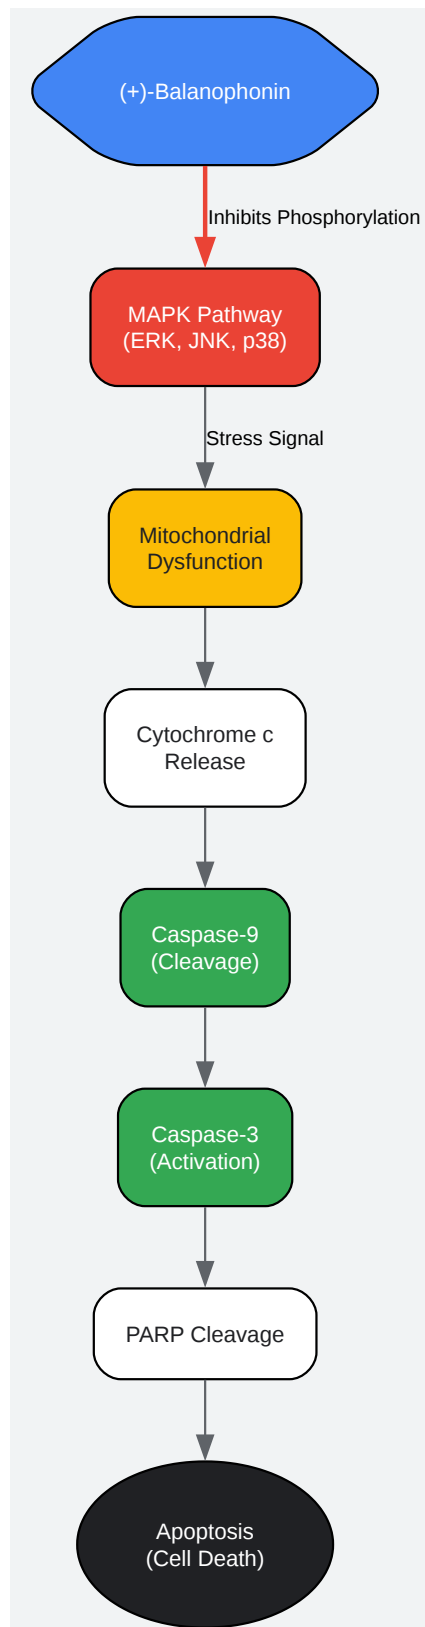 (+)-Balanophonin
Inhibits Phosphorylation
MAPK Pathway
(ERK, JNK, p38)
Stress Signal
Mitochondrial
Dysfunction
Cytochrome c
Release
Caspase-9
(Cleavage)
Caspase-3
(Activation)
PARP Cleavage
Apoptosis
(Cell Death)